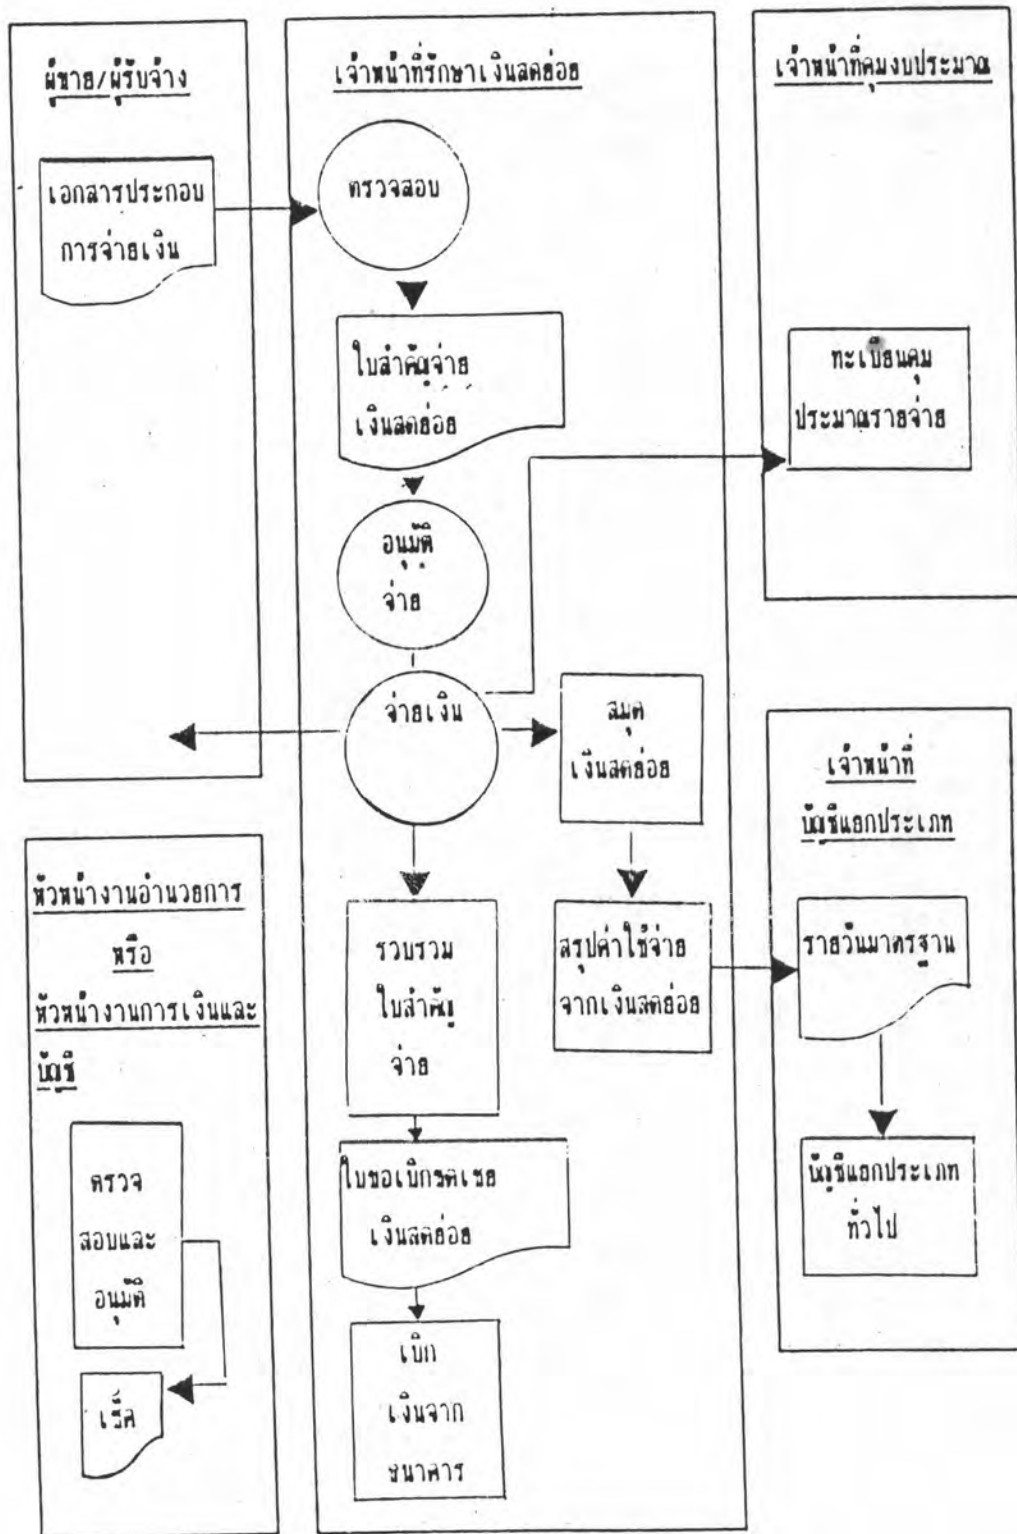 ผู้ขาย/ผู้รับจ้าง
เอกสารประกอบ
การจ่ายเงิน
เจ้าหน้าที่รักษาเงินสดย่อย
ตรวจสอบ
ใบสำคัญจ่าย
เงินสดย่อย
อนุมัติ
จ่าย
จ่ายเงิน
สมุด
เงินสดย่อย
รวบรวม
ใบสำคัญ
จ่าย
สรุปค่าใช้จ่าย
จากเงินสดย่อย
ใบขอเบิกชดเชย
เงินสดย่อย
เบิก
เงินจาก
ธนาคาร
เจ้าหน้าที่คุมงบประมาณ
ทะเบียนคุม
ประมาณรายจ่าย
เจ้าหน้าที่
บัญชีแยกประเภท
รายวันมาตรฐาน
บัญชีแยกประเภท
ทั่วไป
หัวหน้างานอำนวยการ
หรือ
หัวหน้างานการเงินและ
บัญชี
ตรวจ
สอบและ
อนุมัติ
เช็ค